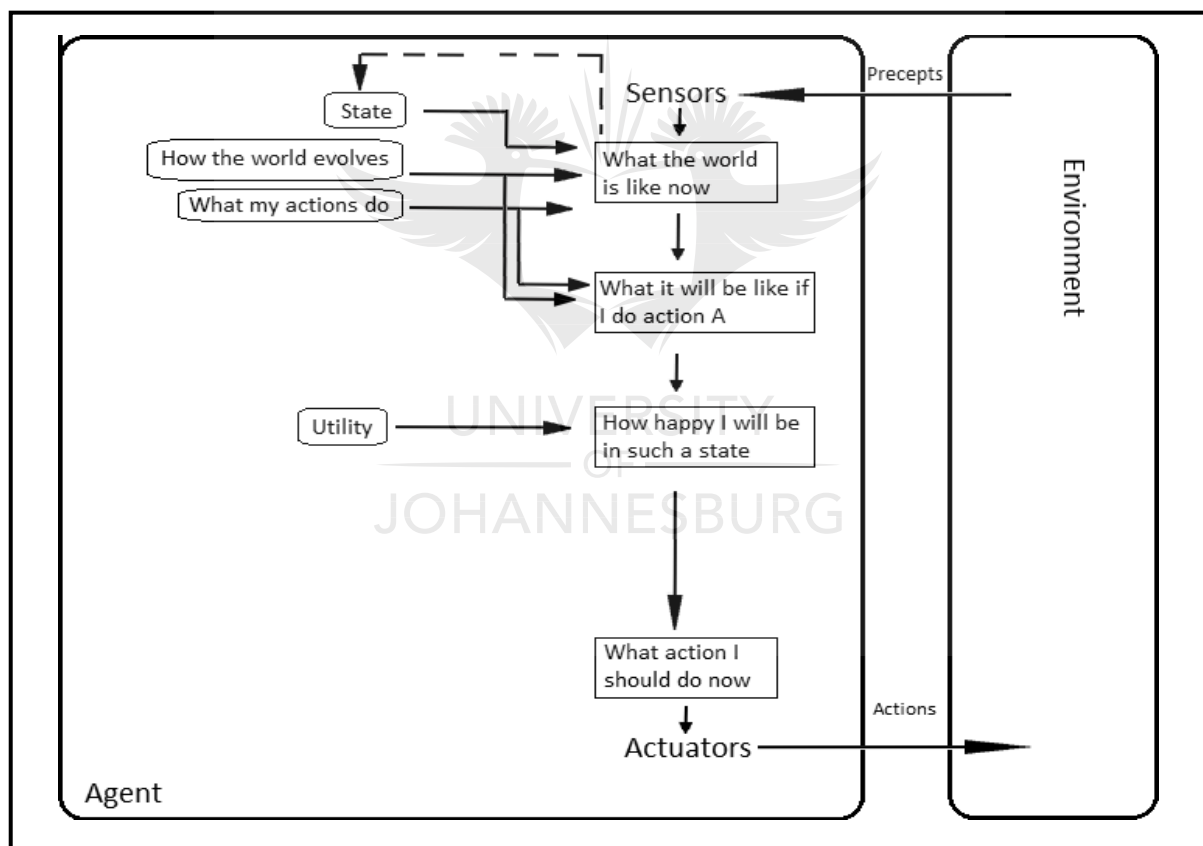 Precepts
Sensors
State
How the world evolves
What my actions do
What the world
is like now
What it will be like if
I do action A
Utility
How happy I will be
in such a state
What action I
should do now
Actuators
Actions
Agent
Environment
UNIVERSITY
OF
JOHANNESBURG